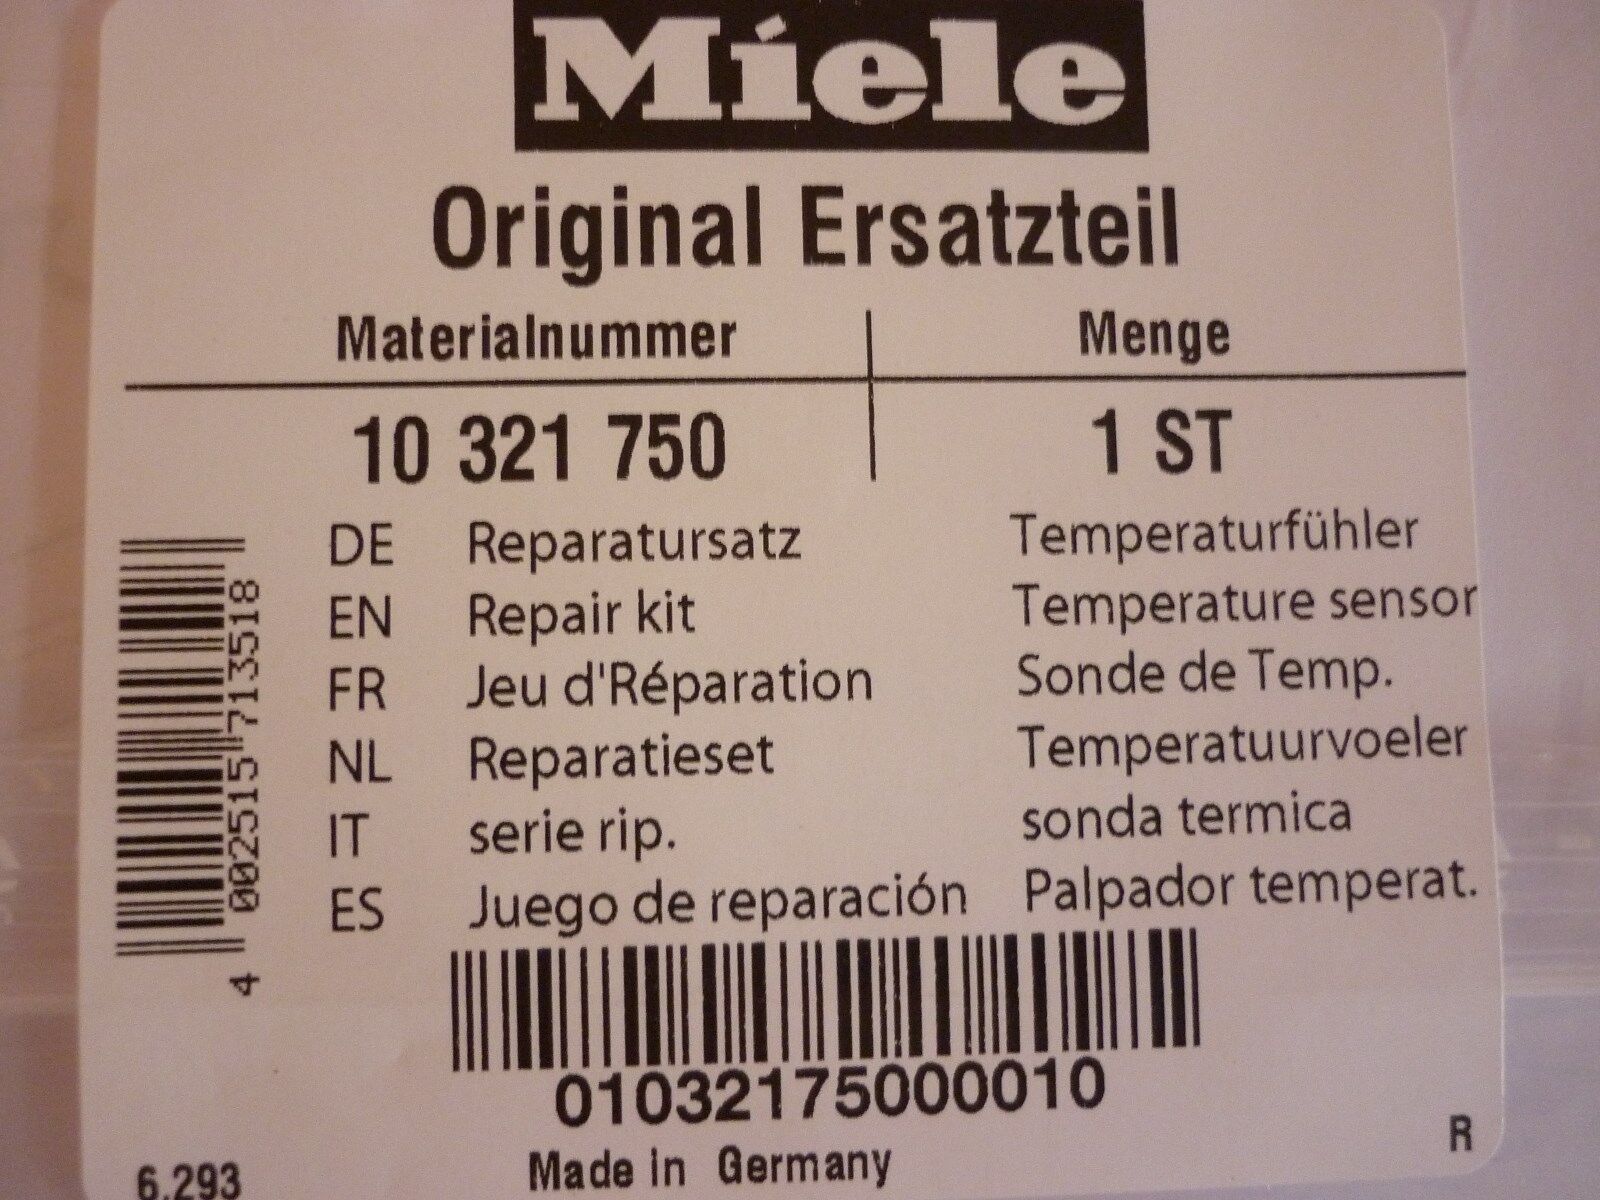 Miele
Original Ersatzteil
Materialnummer Menge
10 321 750 1 ST
DE Reparatursatz Temperaturfühler
EN Repair kit Temperature sensor
FR Jeu d'Réparation Sonde de Temp.
NL Reparatieset Temperatuurvoeler
IT serie rip. sonda termica
ES Juego de reparación Palpador temperat.
4 002515 713518
01032175000010
Made in Germany
6.293
R